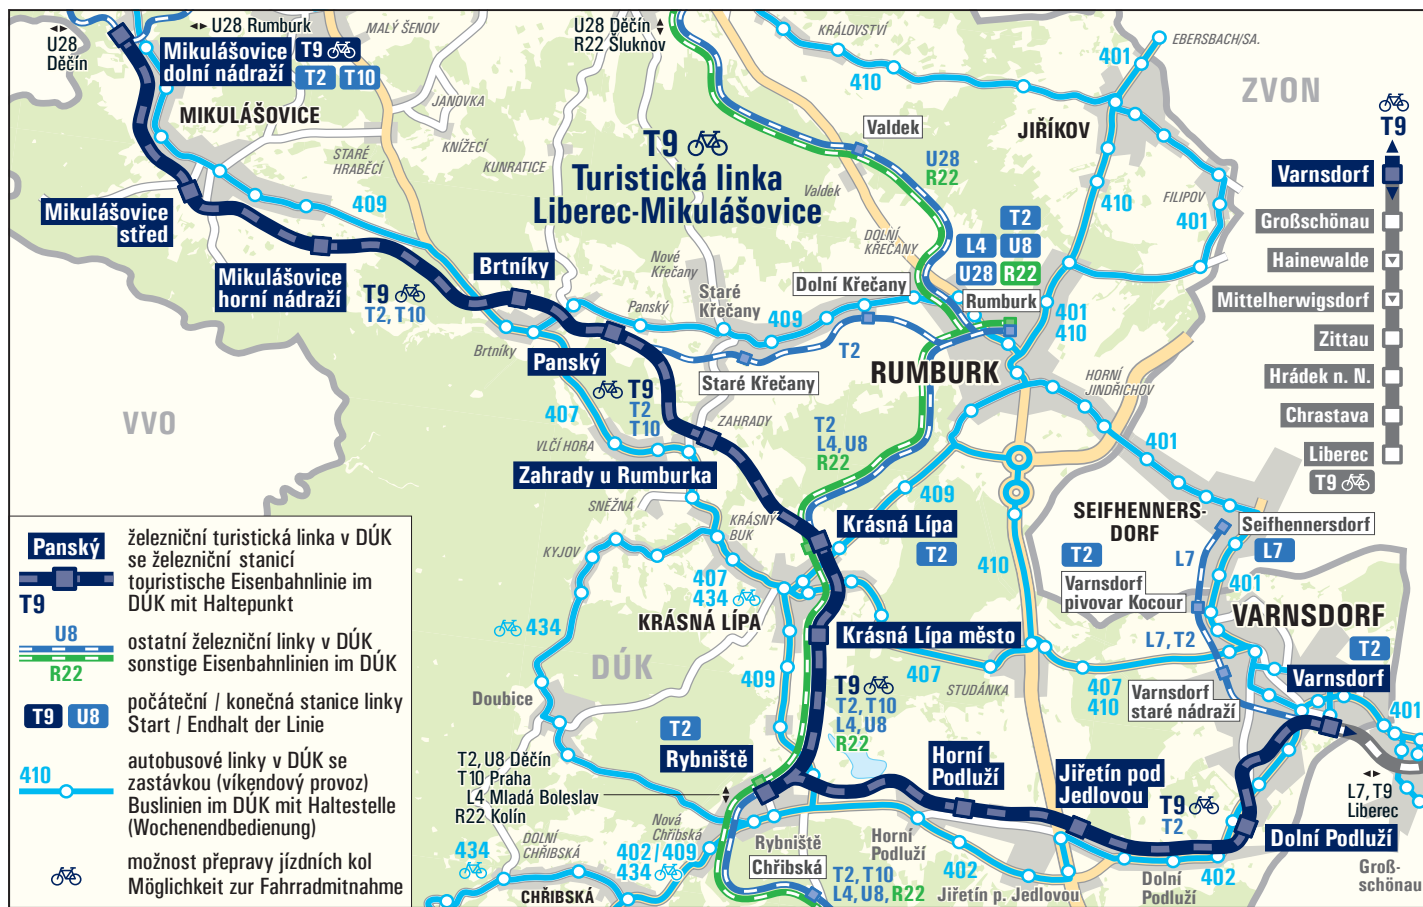 U28
Děčín
U28 Rumburk
Mikulášovice
dolní nádraží
T9
T2
T10
MALÝ ŠENOV
MIKULÁŠOVICE
JANOVKA
KNÍŽECÍ
KUNRATICE
STARÉ
HRABĚCÍ
409
Mikulášovice
střed
Mikulášovice
horní nádraží
T9
T2, T10
Brtníky
Brtníky
U28 Děčín
R22 Šluknov
T9
Turistická linka
Liberec-Mikulášovice
KRÁLOVSTVÍ
410
401
EBERSBACH/SA.
JIŘÍKOV
Valdek
Valdek
U28
R22
410
FILIPOV
401
DOLNÍ
KŘEČANY
T2
L4
U8
U28
R22
Rumburk
Dolní Křečany
Nové
Křečany
Staré
Křečany
Panský
409
T2
Staré Křečany
Panský
T9
T2
T10
407
VLČÍ HORA
ZAHRADY
Zahrady u Rumburka
RUMBURK
401
410
HORNÍ
JINDŘICHOV
401
T2
L4, U8
R22
409
410
ZVON
T9
Varnsdorf
Großschönau
Hainewalde
Mittelherwigsdorf
Zittau
Hrádek n. N.
Chrastava
Liberec
T9
VVO
SNĚŽNÁ
KRÁSNÝ
BUK
KYJOV
Krásná Lípa
T2
407
434
KRÁSNÁ LÍPA
434
DÚK
409
Krásná Lípa město
407
STUDÁNKA
407
410
SEIFHENNERS-
DORF
Seifhennersdorf
L7
T2
L7
401
Varnsdorf
pivovar Kocour
L7, T2
VARNSDORF
T2
Varnsdorf
Varnsdorf
staré nádraží
401
L7, T9
Liberec
Doubice
T9
T2, T10
L4, U8
R22
T2
Rybniště
T2, U8 Děčín
T10 Praha
L4 Mladá Boleslav
R22 Kolín
Horní
Podluží
Jiřetín pod
Jedlovou
T9
T2
Dolní Podluží
Groß-
schönau
Nová
Chřibská
DOLNÍ
CHŘIBSKÁ
434
402/409
434
CHŘIBSKÁ
Rybniště
Chřibská
T2, T10
L4, U8, R22
Horní
Podluží
402
Jiřetín p. Jedlovou
Dolní
Podluží
402
Panský
T9
železniční turistická linka v DÚK
se železniční stanicí
touristische Eisenbahnlinie im
DÚK mit Haltepunkt
U8
R22
ostatní železniční linky v DÚK
sonstige Eisenbahnlinien im DÚK
T9
U8
počáteční / konečná stanice linky
Start / Endhalt der Linie
410
autobusové linky v DÚK se
zastávkou (víkendový provoz)
Buslinien im DÚK mit Haltestelle
(Wochenendbedienung)
možnost přepravy jízdních kol
Möglichkeit zur Fahrradmitnahme